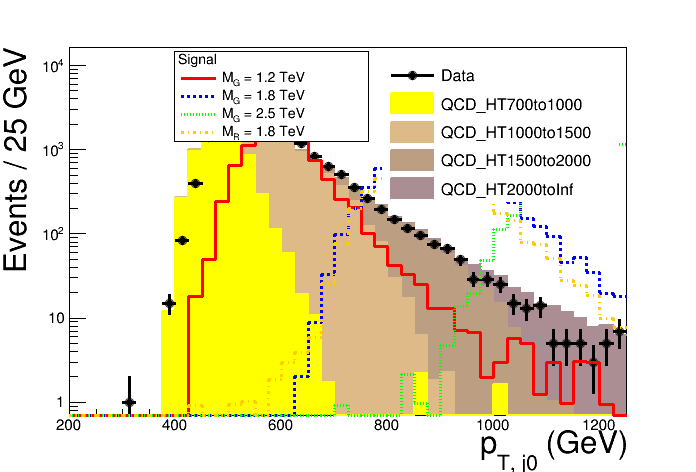 Events / 25 GeV
10⁴
10³
10²
10
1
Signal
M_G = 1.2 TeV
M_G = 1.8 TeV
M_G = 2.5 TeV
M_R = 1.8 TeV
Data
QCD_HT700to1000
QCD_HT1000to1500
QCD_HT1500to2000
QCD_HT2000toInf
200 400 600 800 1000 1200
p_T, j0 (GeV)